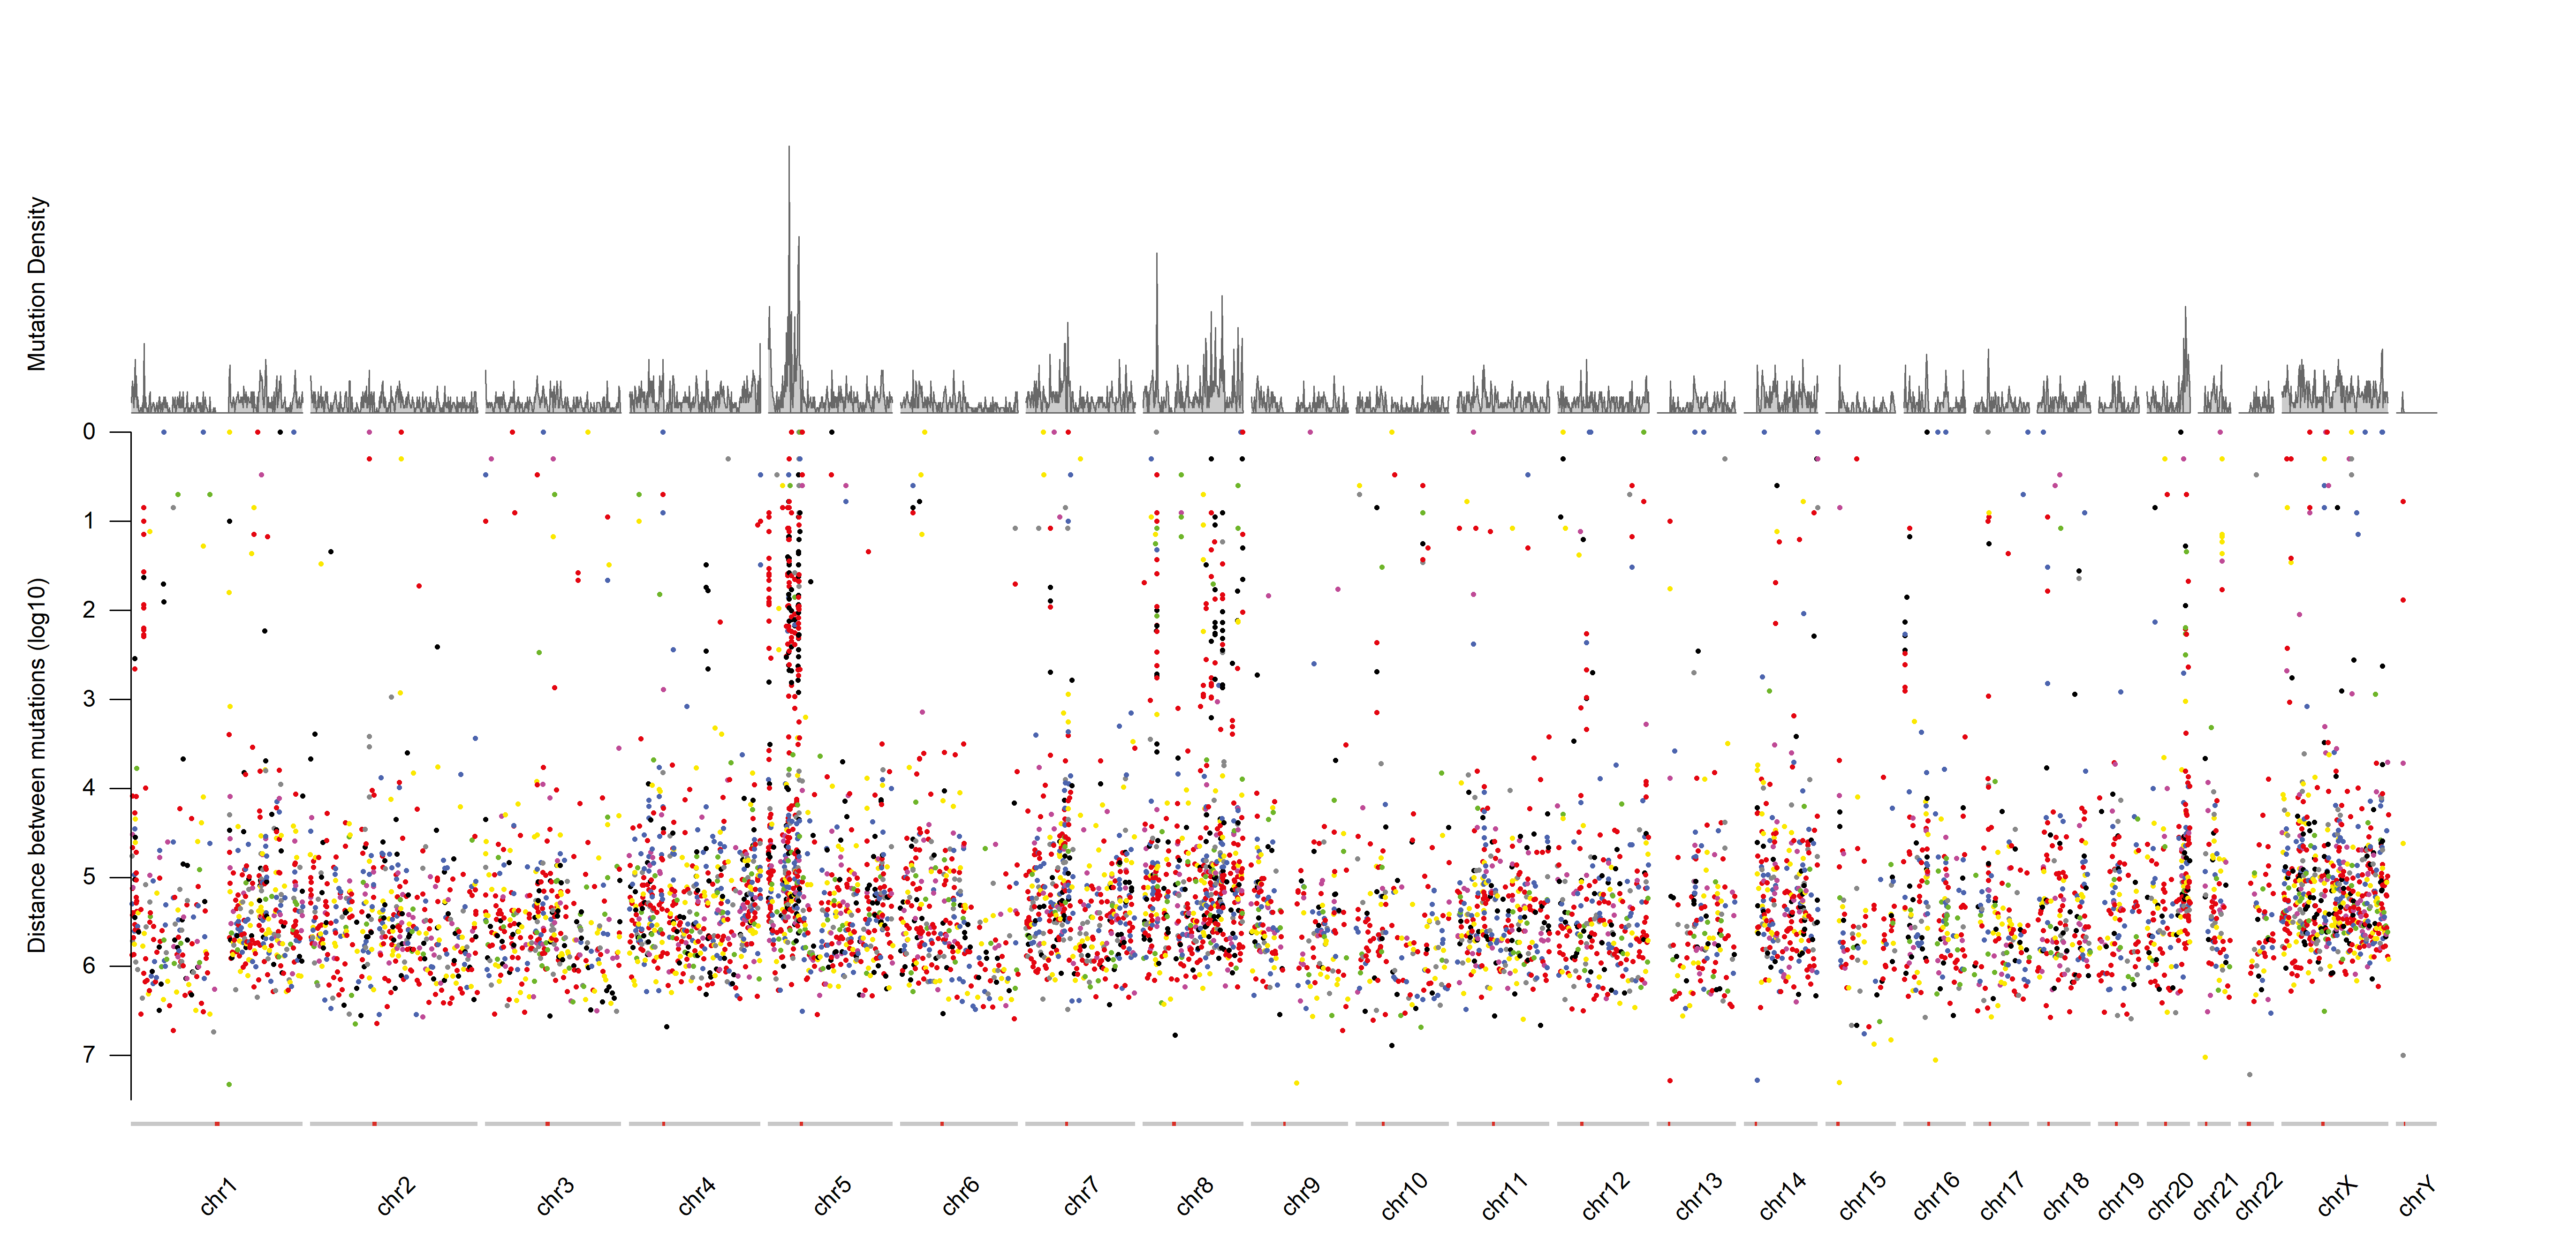 Mutation Density
Distance between mutations (log10)
0
1
2
3
4
5
6
7
chr1
chr2
chr3
chr4
chr5
chr6
chr7
chr8
chr9
chr10
chr11
chr12
chr13
chr14
chr15
chr16
chr17
chr18
chr19
chr20
chr21
chr22
chrX
chrY